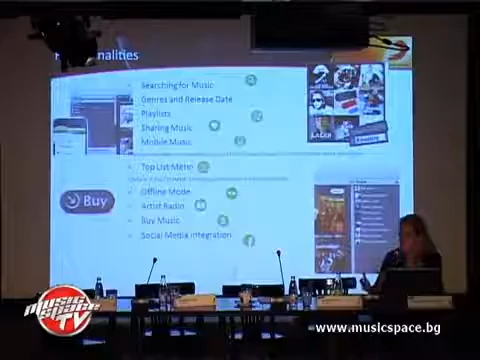 nalities
Searching for Music
Genres and Release Date
Playlists
Sharing Music
Mobile Music
Top List Menu
Offline Mode
Artist Radio
Buy Music
Social Media Integration
Buy
MUSIC
SPACE
TV
www.musicspace.bg